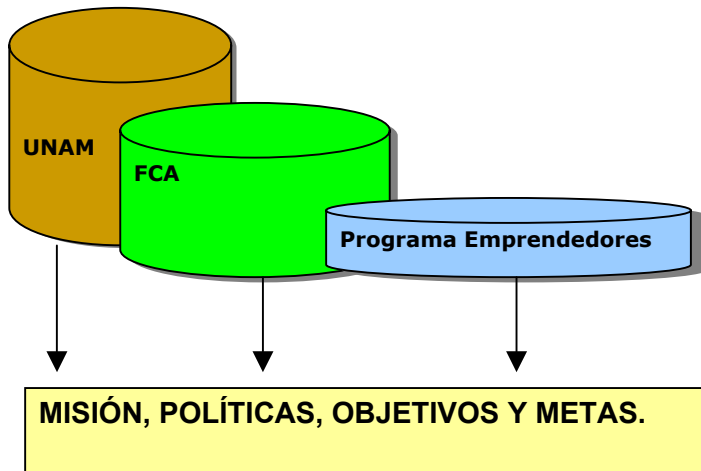 UNAM
FCA
Programa Emprendedores
MISIÓN, POLÍTICAS, OBJETIVOS Y METAS.